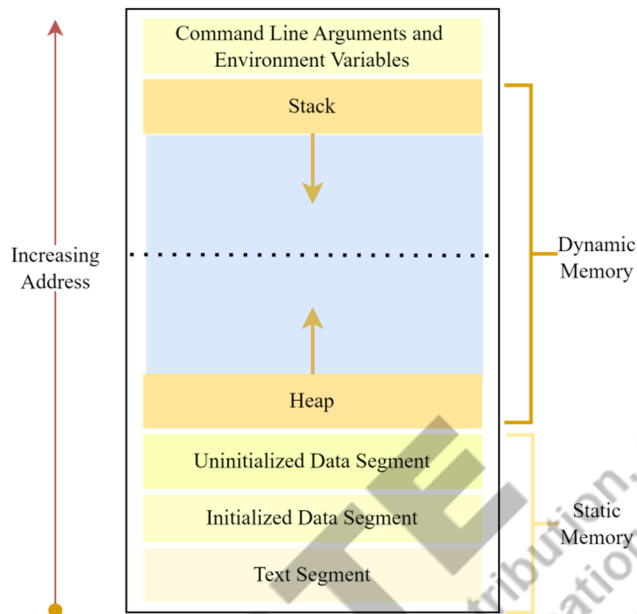 Command Line Arguments and
Environment Variables
Stack
Increasing
Address
Dynamic
Memory
Heap
Uninitialized Data Segment
Initialized Data Segment
Static
Memory
Text Segment